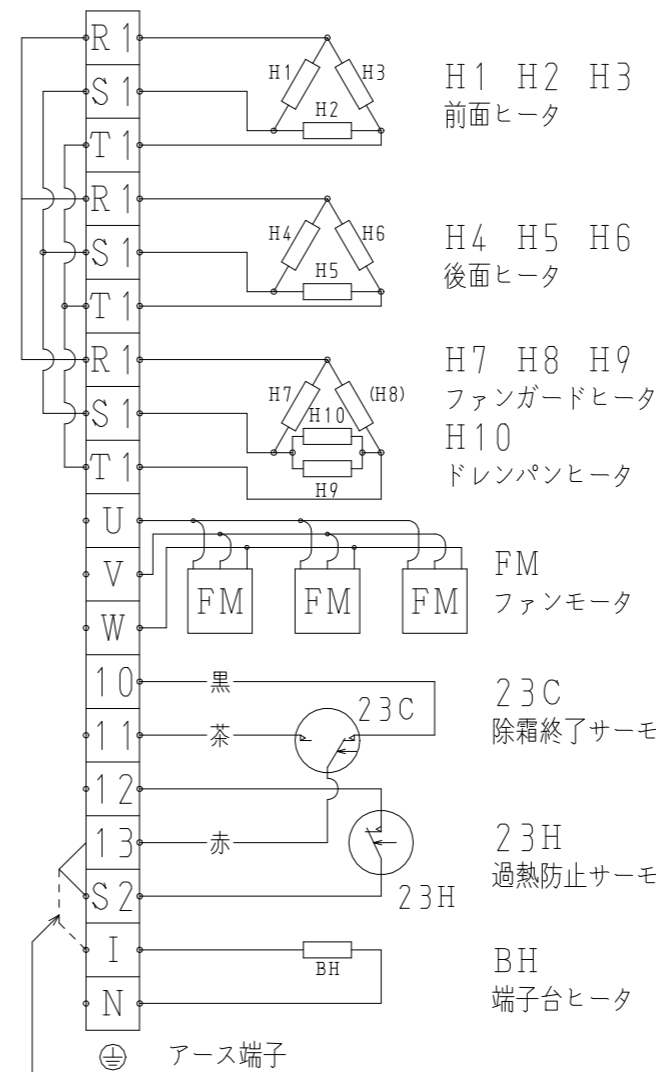 R1
S1
T1
R1
S1
T1
R1
S1
T1
U
V
W
10
11
12
13
S2
I
N
アース端子
H1
H3
H2
H4
H6
H5
H7
(H8)
H10
H9
FM FM FM
黒
茶
赤
23C
23H
BH
H1 H2 H3
前面ヒータ
H4 H5 H6
後面ヒータ
H7 H8 H9
ファンガードヒータ
H10
ドレンパンヒータ
FM
ファンモータ
23C
除霜終了サーモ
23H
過熱防止サーモ
BH
端子台ヒータ